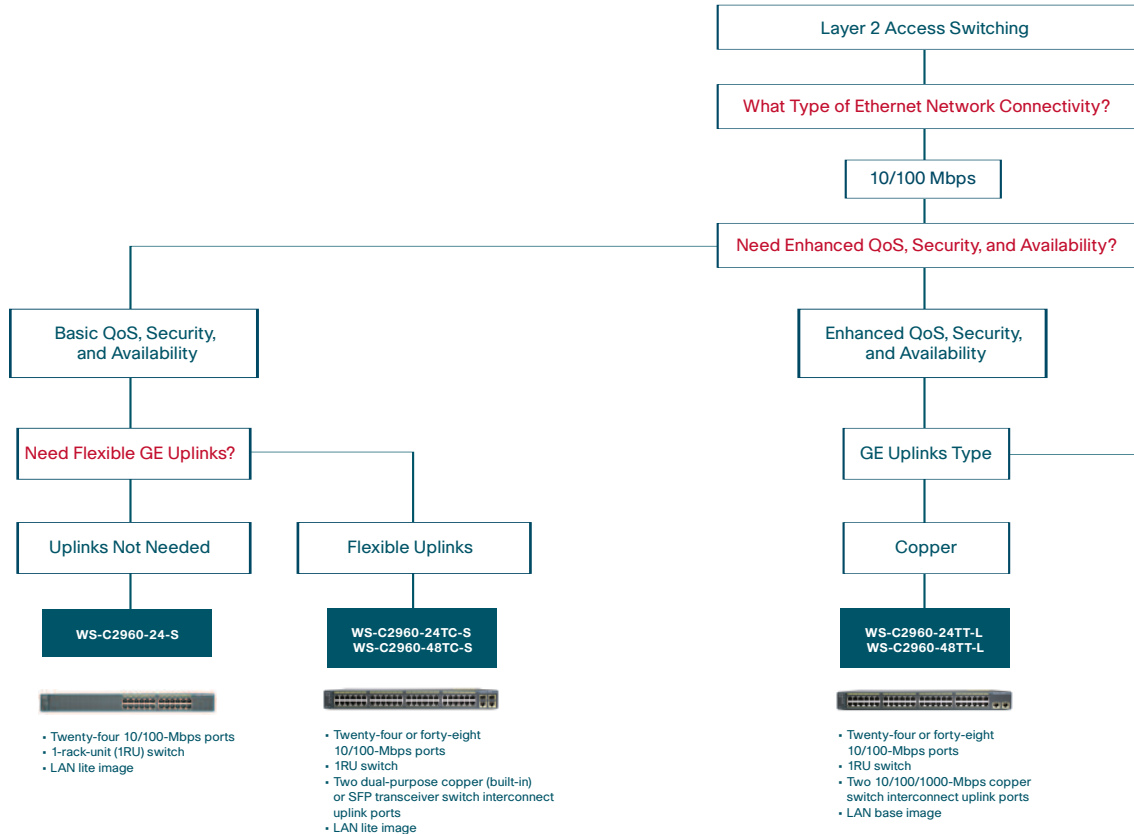 Layer 2 Access Switching
What Type of Ethernet Network Connectivity?
10/100 Mbps
Need Enhanced QoS, Security, and Availability?
Basic QoS, Security,
and Availability
Enhanced QoS, Security,
and Availability
Need Flexible GE Uplinks?
GE Uplinks Type
Uplinks Not Needed
Flexible Uplinks
Copper
WS-C2960-24-S
WS-C2960-24TC-S
WS-C2960-48TC-S
WS-C2960-24TT-L
WS-C2960-48TT-L
• Twenty-four 10/100-Mbps ports
• 1-rack-unit (1RU) switch
• LAN lite image
• Twenty-four or forty-eight
10/100-Mbps ports
• 1RU switch
• Two dual-purpose copper (built-in)
or SFP transceiver switch interconnect
uplink ports
• LAN lite image
• Twenty-four or forty-eight
10/100-Mbps ports
• 1RU switch
• Two 10/100/1000-Mbps copper
switch interconnect uplink ports
• LAN base image